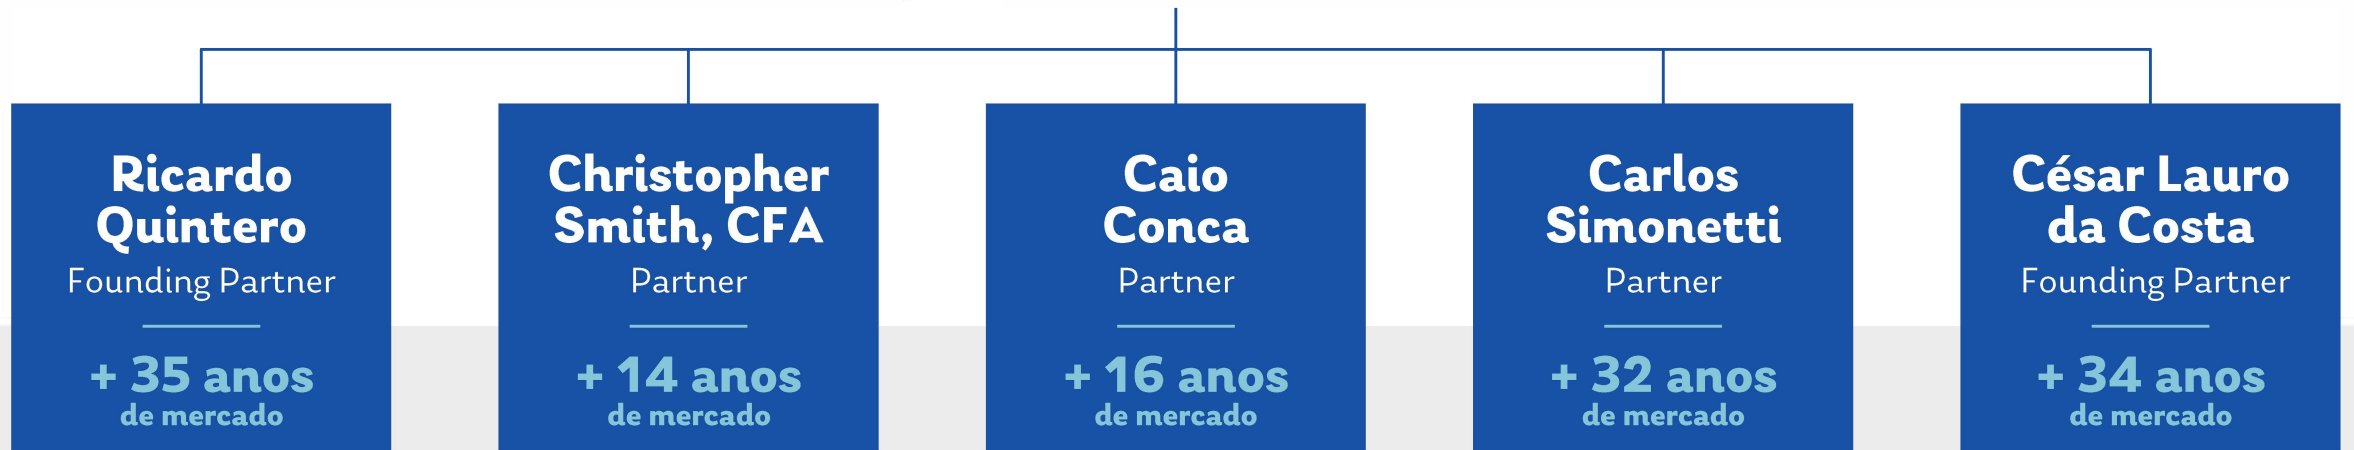 Ricardo
Quintero
Founding Partner
+ 35 anos
de mercado
Christopher
Smith, CFA
Partner
+ 14 anos
de mercado
Caio
Conca
Partner
+ 16 anos
de mercado
Carlos
Simonetti
Partner
+ 32 anos
de mercado
César Lauro
da Costa
Founding Partner
+ 34 anos
de mercado